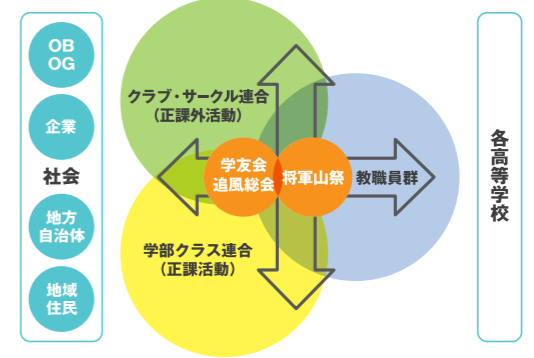 OB
OG
企業
社会
地方
自治体
地域
住民
クラブ・サークル連合
（正課外活動）
学友会
追風総会
将軍山祭
教職員群
学部クラス連合
（正課活動）
各高等学校